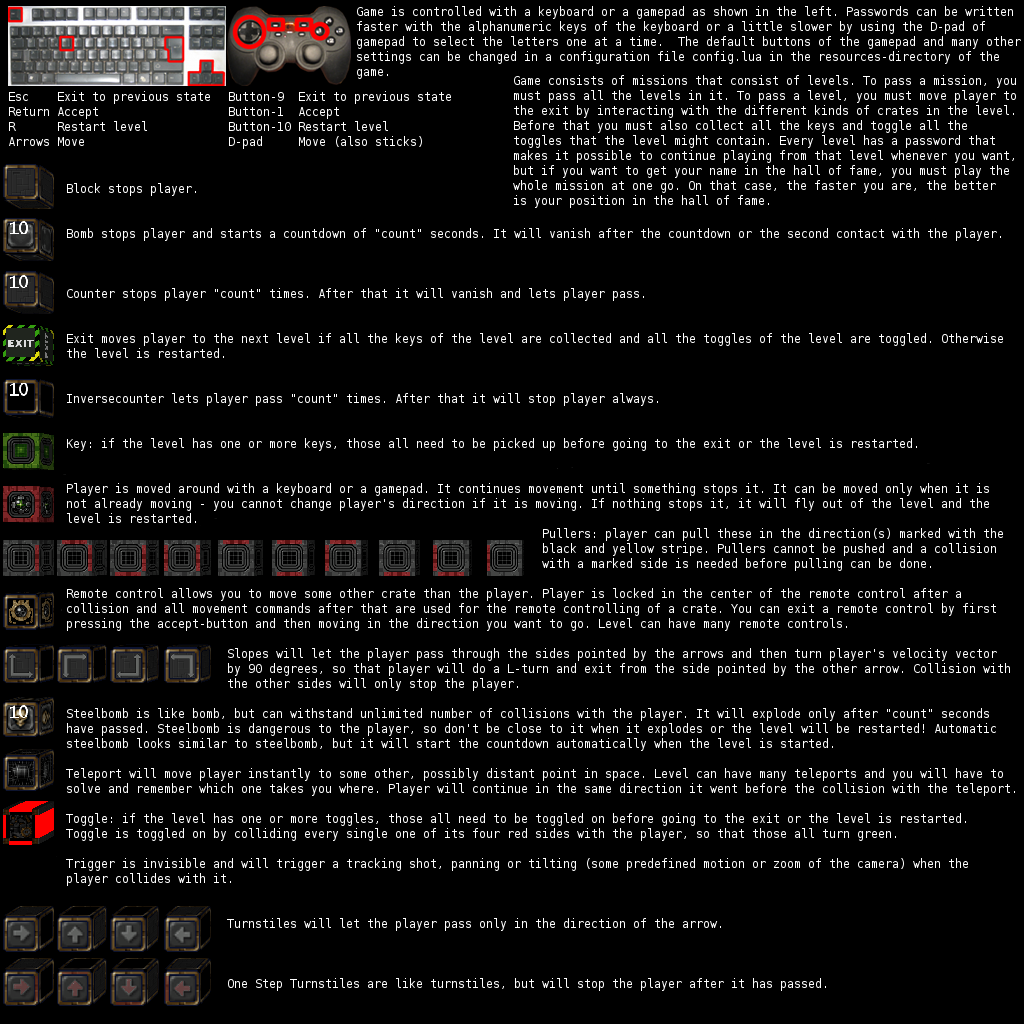 Game is controlled with a keyboard or a gamepad as shown in the left. Passwords can be written
faster with the alphanumeric keys of the keyboard or a little slower by using the D-pad of
gamepad to select the letters one at a time.  The default buttons of the gamepad and many other
settings can be changed in a configuration file config.lua in the resources-directory of the
game.
Esc    Exit to previous state
Return Accept
R      Restart level
Arrows Move
Button-9  Exit to previous state
Button-1  Accept
Button-10 Restart level
D-pad     Move (also sticks)
Game consists of missions that consist of levels. To pass a mission, you
must pass all the levels in it. To pass a level, you must move player to
the exit by interacting with the different kinds of crates in the level.
Before that you must also collect all the keys and toggle all the
toggles that the level might contain. Every level has a password that
makes it possible to continue playing from that level whenever you want,
but if you want to get your name in the hall of fame, you must play the
whole mission at one go. On that case, the faster you are, the better
is your position in the hall of fame.
Block stops player.
10
Bomb stops player and starts a countdown of "count" seconds. It will vanish after the countdown or the second contact with the player.
10
Counter stops player "count" times. After that it will vanish and lets player pass.
EXIT
Exit moves player to the next level if all the keys of the level are collected and all the toggles of the level are toggled. Otherwise
the level is restarted.
10
Inversecounter lets player pass "count" times. After that it will stop player always.
Key: if the level has one or more keys, those all need to be picked up before going to the exit or the level is restarted.
Player is moved around with a keyboard or a gamepad. It continues movement until something stops it. It can be moved only when it is
not already moving - you cannot change player's direction if it is moving. If nothing stops it, it will fly out of the level and the
level is restarted.
Pullers: player can pull these in the direction(s) marked with the
black and yellow stripe. Pullers cannot be pushed and a collision
with a marked side is needed before pulling can be done.
Remote control allows you to move some other crate than the player. Player is locked in the center of the remote control after a
collision and all movement commands after that are used for the remote controlling of a crate. You can exit a remote control by first
pressing the accept-button and then moving in the direction you want to go. Level can have many remote controls.
Slopes will let the player pass through the sides pointed by the arrows and then turn player's velocity vector
by 90 degrees, so that player will do a L-turn and exit from the side pointed by the other arrow. Collision with
the other sides will only stop the player.
10
Steelbomb is like bomb, but can withstand unlimited number of collisions with the player. It will explode only after "count" seconds
have passed. Steelbomb is dangerous to the player, so don't be close to it when it explodes or the level will be restarted! Automatic
steelbomb looks similar to steelbomb, but it will start the countdown automatically when the level is started.
Teleport will move player instantly to some other, possibly distant point in space. Level can have many teleports and you will have to
solve and remember which one takes you where. Player will continue in the same direction it went before the collision with the teleport.
Toggle: if the level has one or more toggles, those all need to be toggled on before going to the exit or the level is restarted.
Toggle is toggled on by colliding every single one of its four red sides with the player, so that those all turn green.
Trigger is invisible and will trigger a tracking shot, panning or tilting (some predefined motion or zoom of the camera) when the
player collides with it.
Turnstiles will let the player pass only in the direction of the arrow.
One Step Turnstiles are like turnstiles, but will stop the player after it has passed.